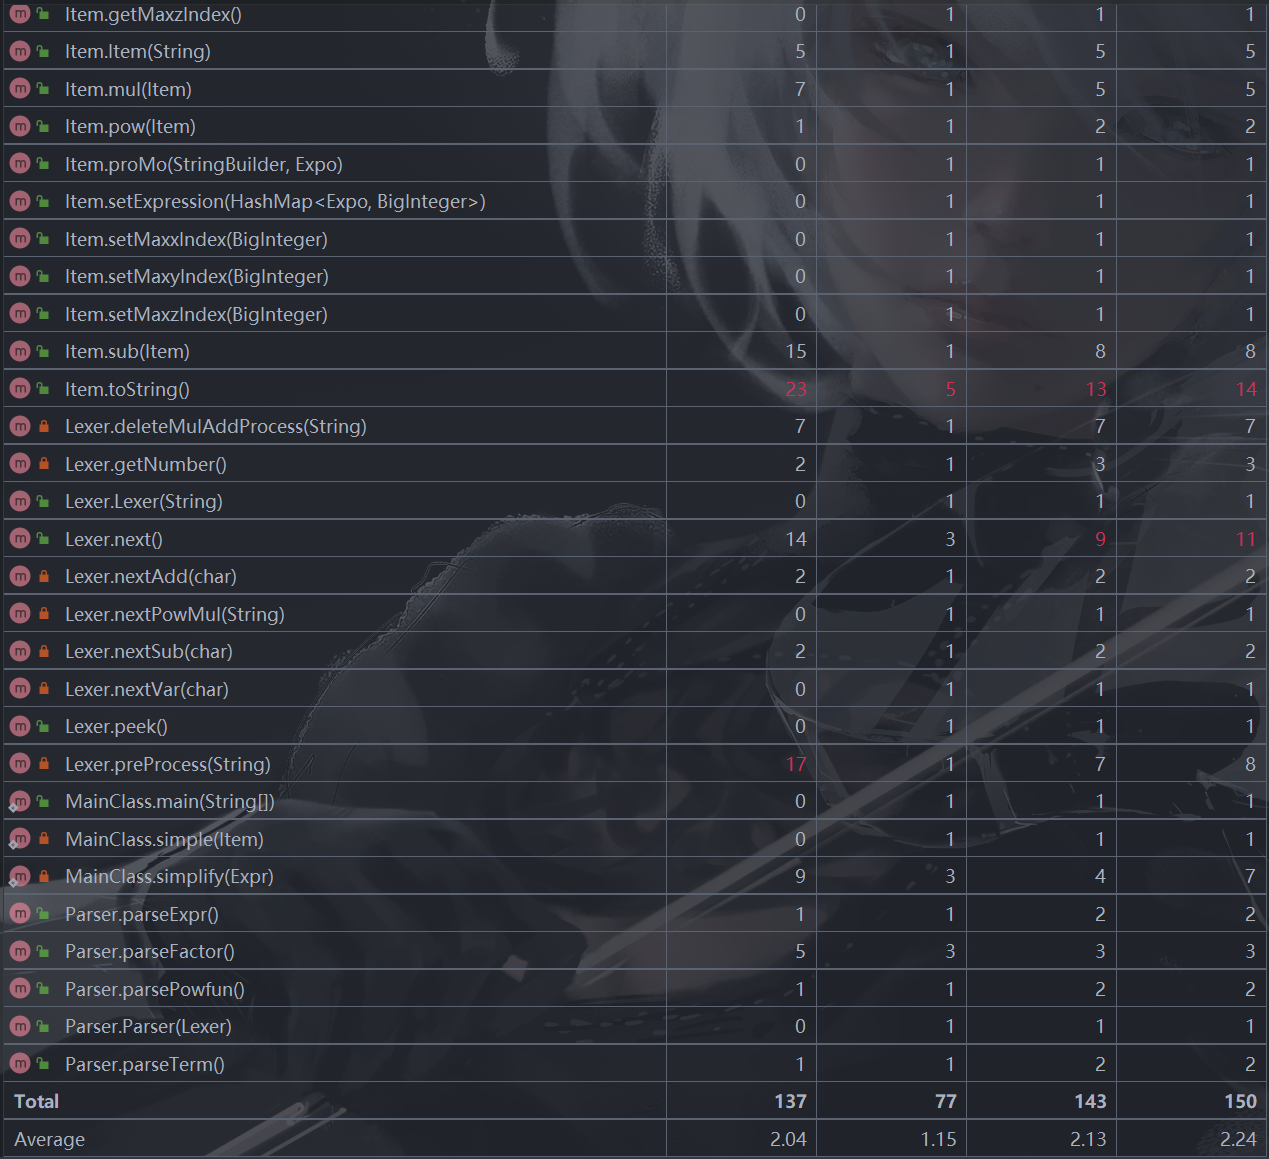 Item.getMaxzIndex() 0 1 1 1
Item.Item(String) 5 1 5 5
Item.mul(Item) 7 1 5 5
Item.pow(Item) 1 1 2 2
Item.proMo(StringBuilder, Expo) 0 1 1 1
Item.setExpression(HashMap<Expo, BigInteger>) 0 1 1 1
Item.setMaxxIndex(BigInteger) 0 1 1 1
Item.setMaxyIndex(BigInteger) 0 1 1 1
Item.setMaxzIndex(BigInteger) 0 1 1 1
Item.sub(Item) 15 1 8 8
Item.toString() 23 5 13 14
Lexer.deleteMulAddProcess(String) 7 1 7 7
Lexer.getNumber() 2 1 3 3
Lexer.Lexer(String) 0 1 1 1
Lexer.next() 14 3 9 11
Lexer.nextAdd(char) 2 1 2 2
Lexer.nextPowMul(String) 0 1 1 1
Lexer.nextSub(char) 2 1 2 2
Lexer.nextVar(char) 0 1 1 1
Lexer.peek() 0 1 1 1
Lexer.preProcess(String) 17 1 7 8
MainClass.main(String[]) 0 1 1 1
MainClass.simple(Item) 0 1 1 1
MainClass.simplify(Expr) 9 3 4 7
Parser.parseExpr() 1 1 2 2
Parser.parseFactor() 5 3 3 3
Parser.parsePowfun() 1 1 2 2
Parser.Parser(Lexer) 0 1 1 1
Parser.parseTerm() 1 1 2 2
Total 137 77 143 150
Average 2.04 1.15 2.13 2.24